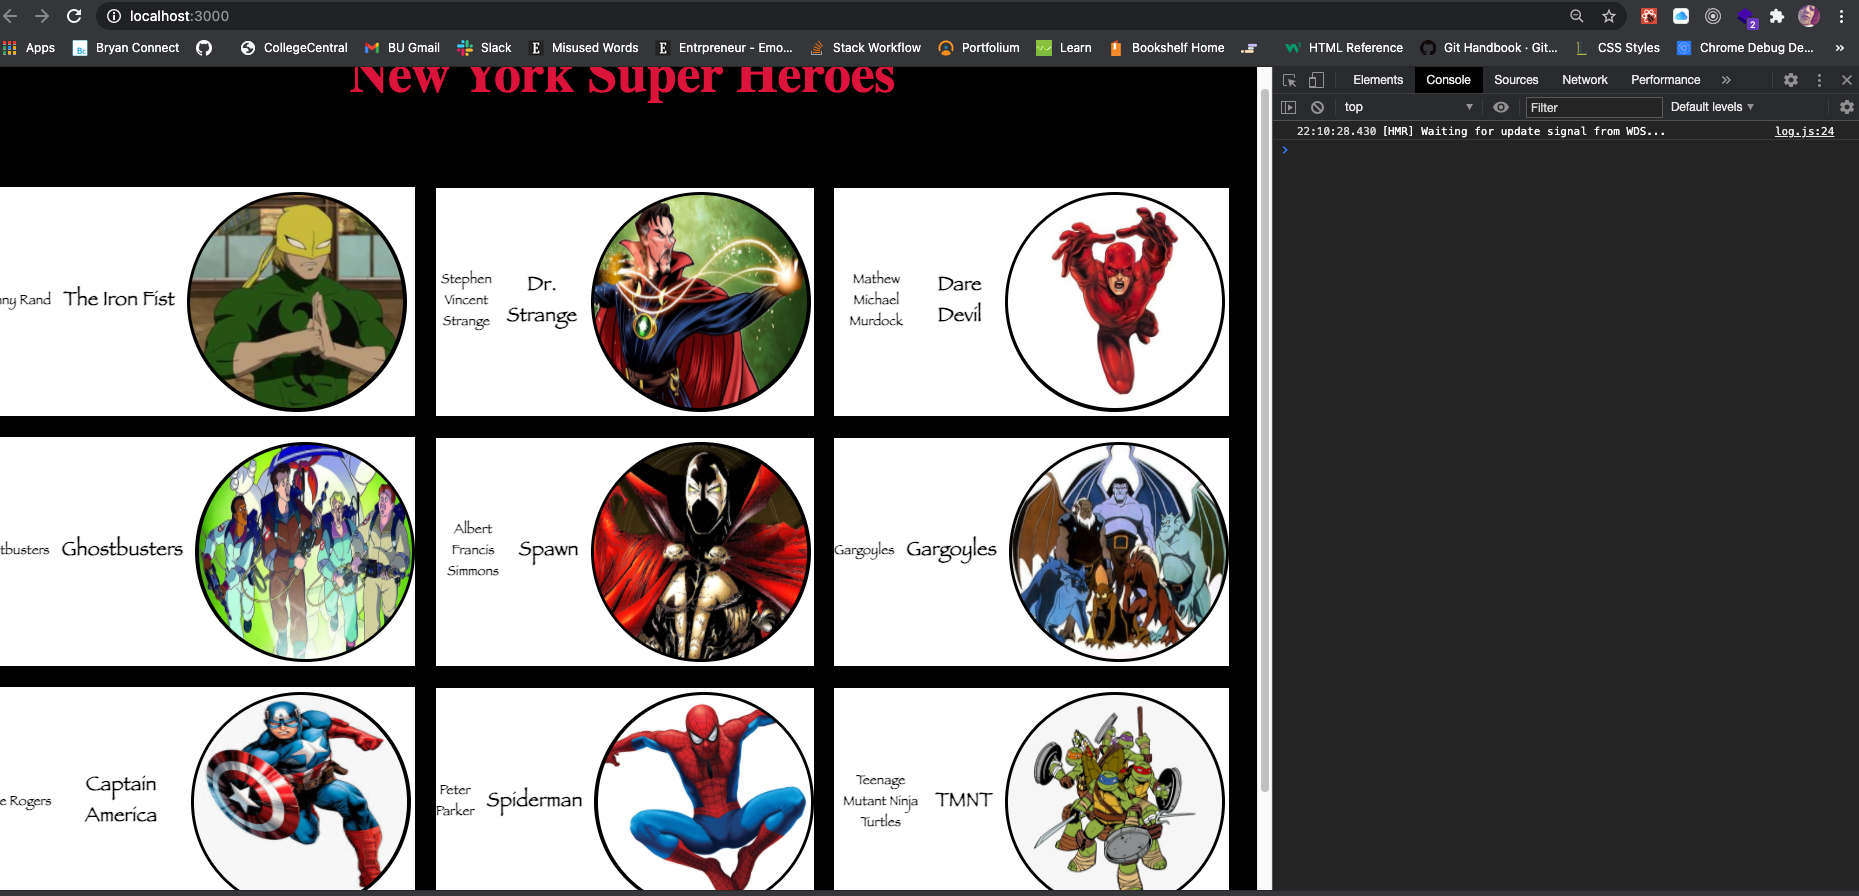 localhost:3000
Apps
Bryan Connect
CollegeCentral
BU Gmail
Slack
Misused Words
Entrpreneur - Emo...
Stack Workflow
Portfolium
Learn
Bookshelf Home
HTML Reference
Git Handbook · Git...
CSS Styles
Chrome Debug De...
»
2
New York Super Heroes
nny Rand
The Iron Fist
Stephen
Vincent
Strange
Dr.
Strange
Mathew
Michael
Murdock
Dare
Devil
tbusters
Ghostbusters
Albert
Francis
Simmons
Spawn
Gargoyles
Gargoyles
e Rogers
Captain
America
Peter
Parker
Spiderman
Teenage
Mutant Ninja
Turtles
TMNT
Elements
Console
Sources
Network
Performance
»
top
Filter
Default levels
22:10:28.430 [HMR] Waiting for update signal from WDS...
log.js:24